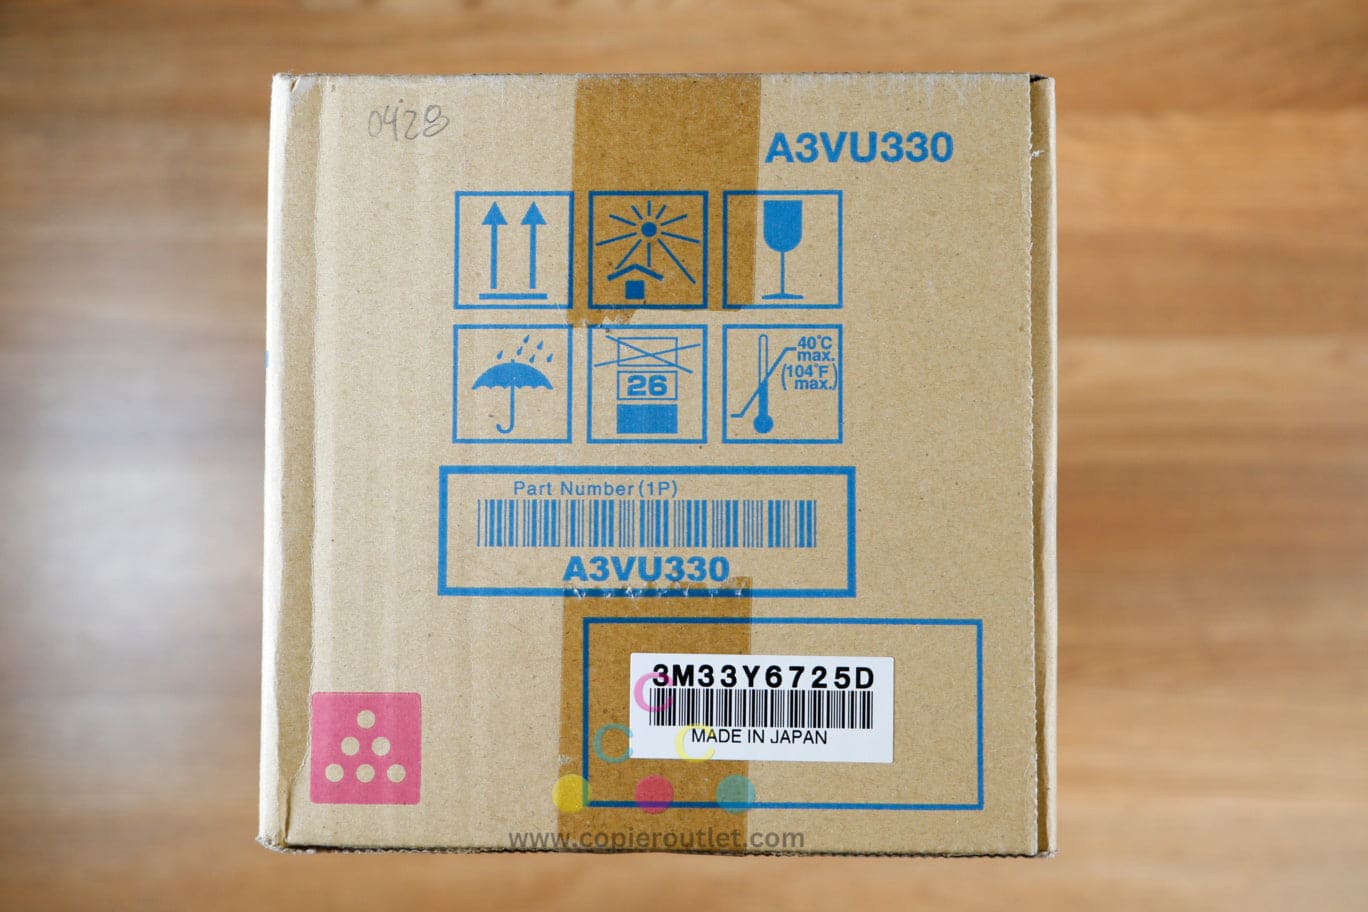 0428
A3VU330
26
40°C
max.
(104°F
max.)
Part Number (1P)
A3VU330
3M33Y6725D
MADE IN JAPAN
C
C C
www.copieroutlet.com